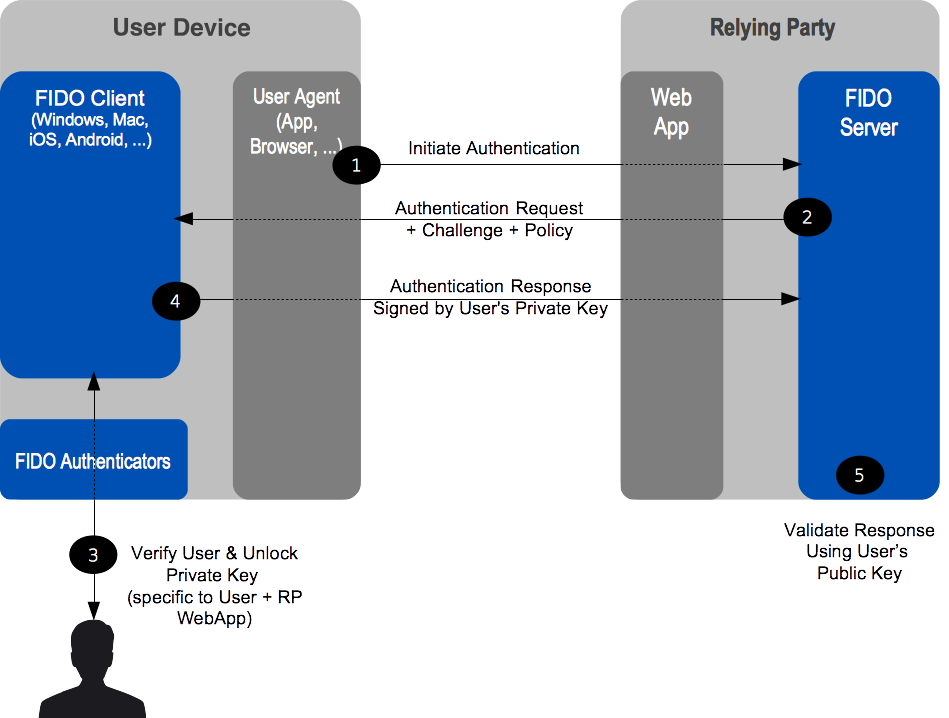 User Device
Relying Party
FIDO Client
(Windows, Mac,
iOS, Android, ...)
User Agent
(App,
Browser, ...)
Web
App
FIDO
Server
1
Initiate Authentication
Authentication Request
+ Challenge + Policy
2
4
Authentication Response
Signed by User's Private Key
FIDO Authenticators
5
3
Verify User & Unlock
Private Key
(specific to User + RP
WebApp)
Validate Response
Using User’s
Public Key